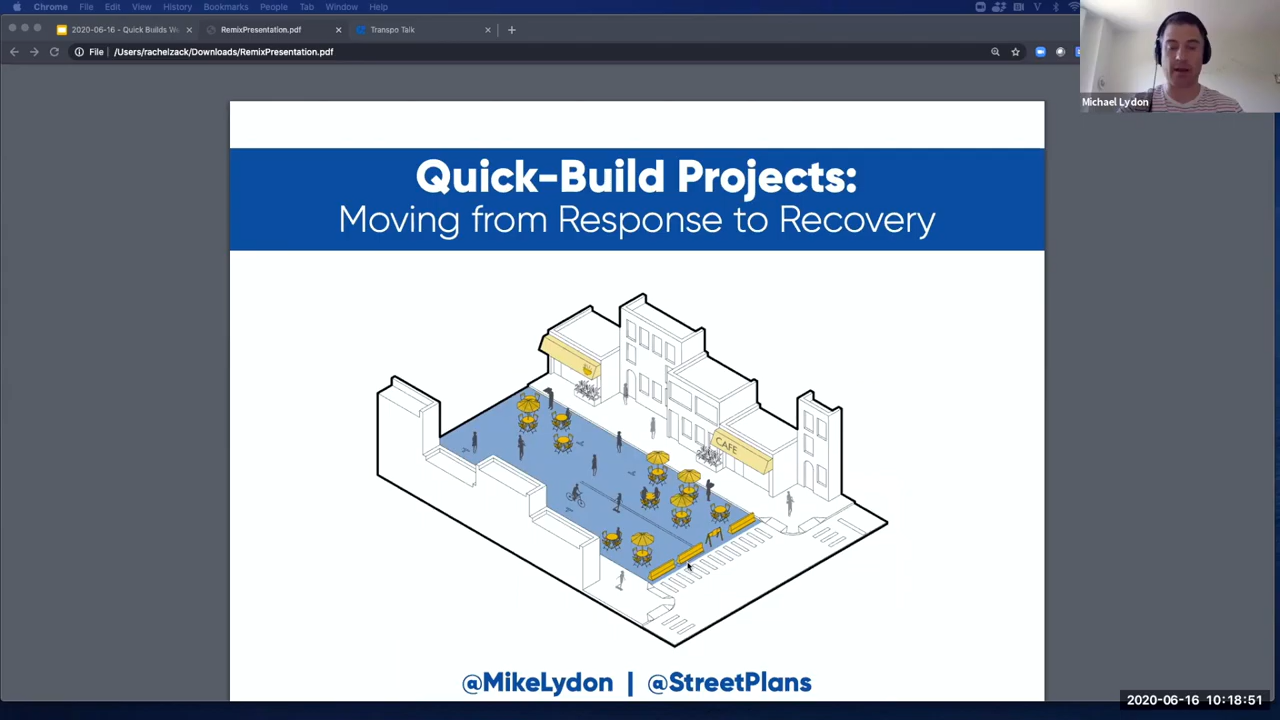 Chrome File Edit View History Bookmarks People Tab Window Help
2020-06-16 - Quick Builds We
RemixPresentation.pdf
Transpo Talk
File | /Users/rachelzack/Downloads/RemixPresentation.pdf
Michael Lydon
Quick-Build Projects:
Moving from Response to Recovery
CAFE
@MikeLydon | @StreetPlans
2020-06-16 10:18:51